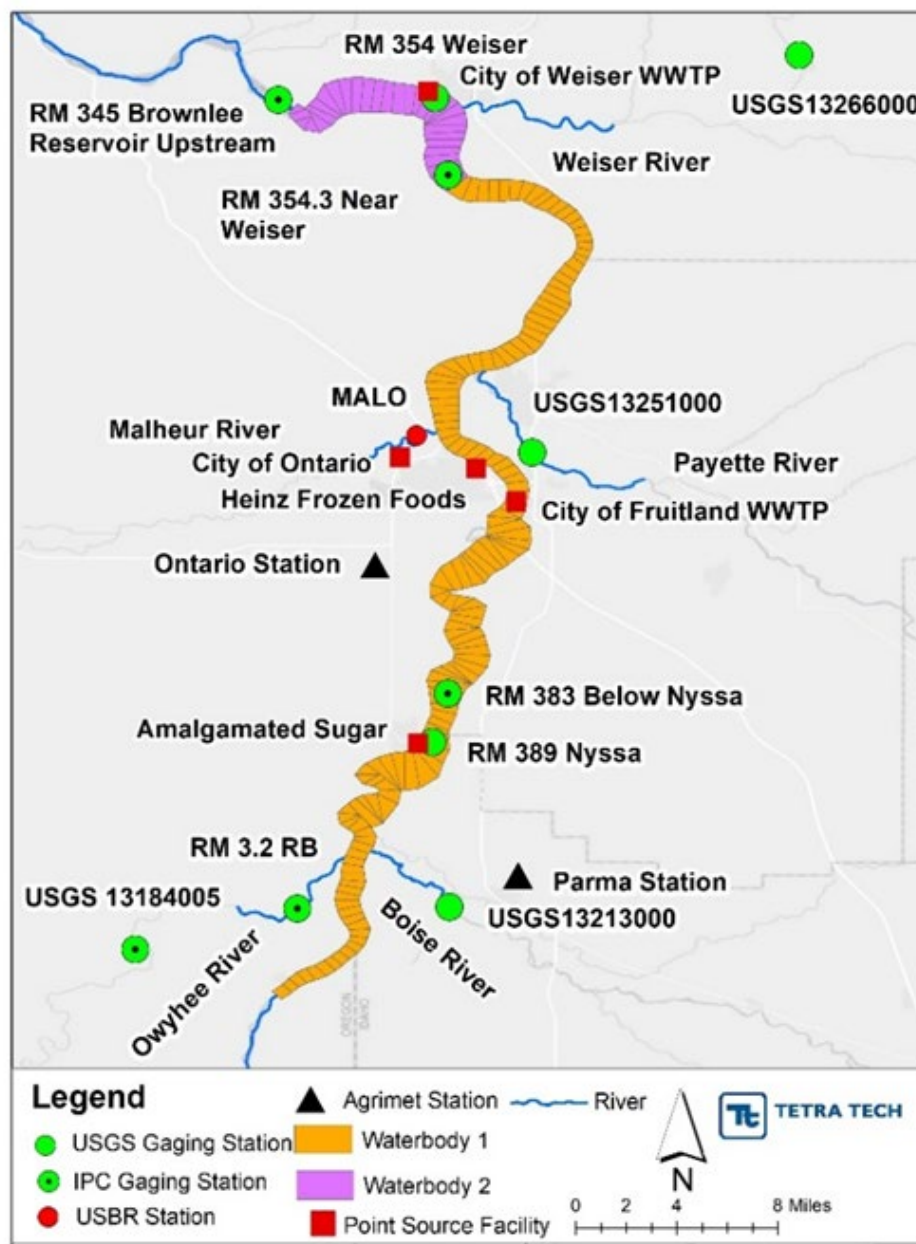 RM 354 Weiser
City of Weiser WWTP
USGS13266000
RM 345 Brownlee
Reservoir Upstream
Weiser River
RM 354.3 Near
Weiser
MALO
USGS13251000
Malheur River
City of Ontario
Payette River
Heinz Frozen Foods
City of Fruitland WWTP
Ontario Station
RM 383 Below Nyssa
Amalgamated Sugar
RM 389 Nyssa
RM 3.2 RB
Parma Station
USGS 13184005
USGS13213000
Owyhee River
Boise River
OREGON
IDAHO
Legend
USGS Gaging Station
IPC Gaging Station
USBR Station
Agrimet Station
Waterbody 1
Waterbody 2
Point Source Facility
River
N
Tt TETRA TECH
0 2 4 8 Miles